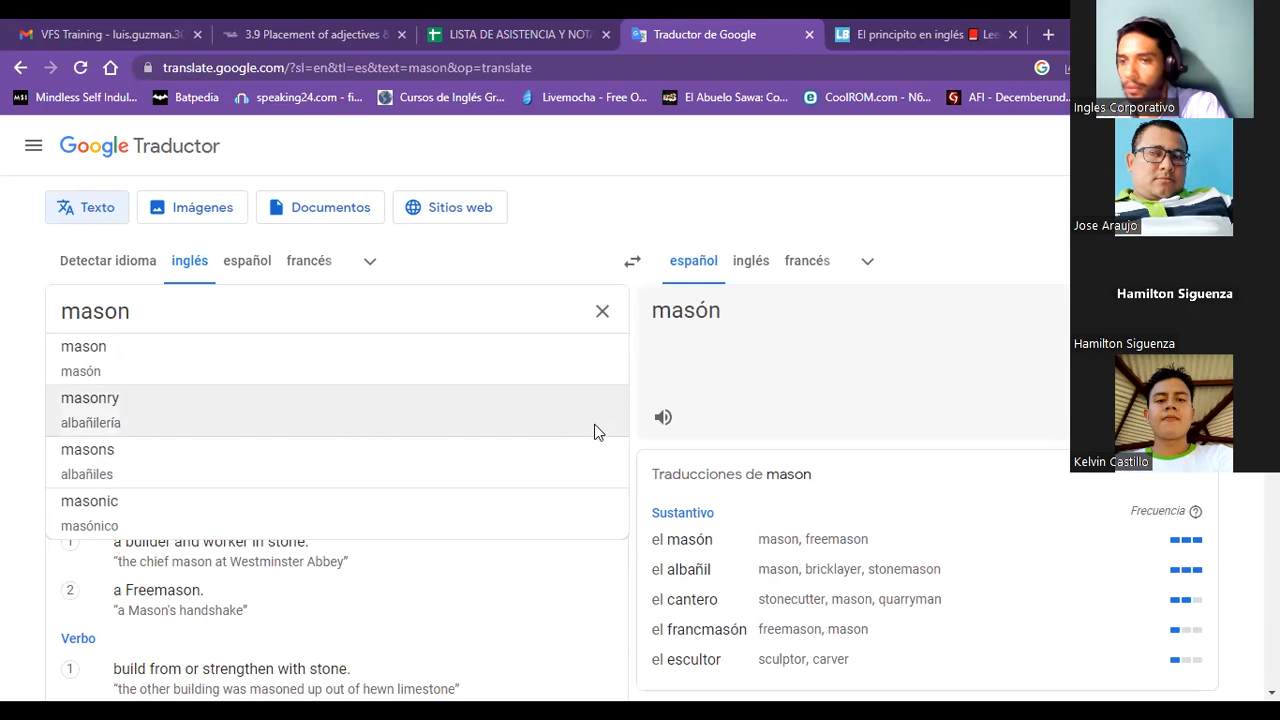 VFS Training - luis.guzman.30
3.9 Placement of adjectives &
LISTA DE ASISTENCIA Y NOTA
Traductor de Google
El principito en inglés
Lee
translate.google.com/?sl=en&tl=es&text=mason&op=translate
Mindless Self Indul...
Batpedia
speaking24.com - fi...
Cursos de Inglés Gr...
Livemocha - Free O...
El Abuelo Sawa: Co...
CoolROM.com - N6...
AFI - Decemberund...
Ingles Corporativo
Google Traductor
Texto
Imágenes
Documentos
Sitios web
Jose Araujo
Detectar idioma
inglés
español
francés
español
inglés
francés
Hamilton Siguenza
Hamilton Siguenza
mason
masón
mason
masón
masonry
albañilería
masons
albañiles
masonic
masónico
Kelvin Castillo
1 a builder and worker in stone.
“the chief mason at Westminster Abbey”
2 a Freemason.
“a Mason's handshake”
Verbo
1 build from or strengthen with stone.
“the other building was masoned up out of hewn limestone”
Traducciones de mason
Sustantivo
Frecuencia
el masón mason, freemason
el albañil mason, bricklayer, stonemason
el cantero stonecutter, mason, quarryman
el francmasón freemason, mason
el escultor sculptor, carver